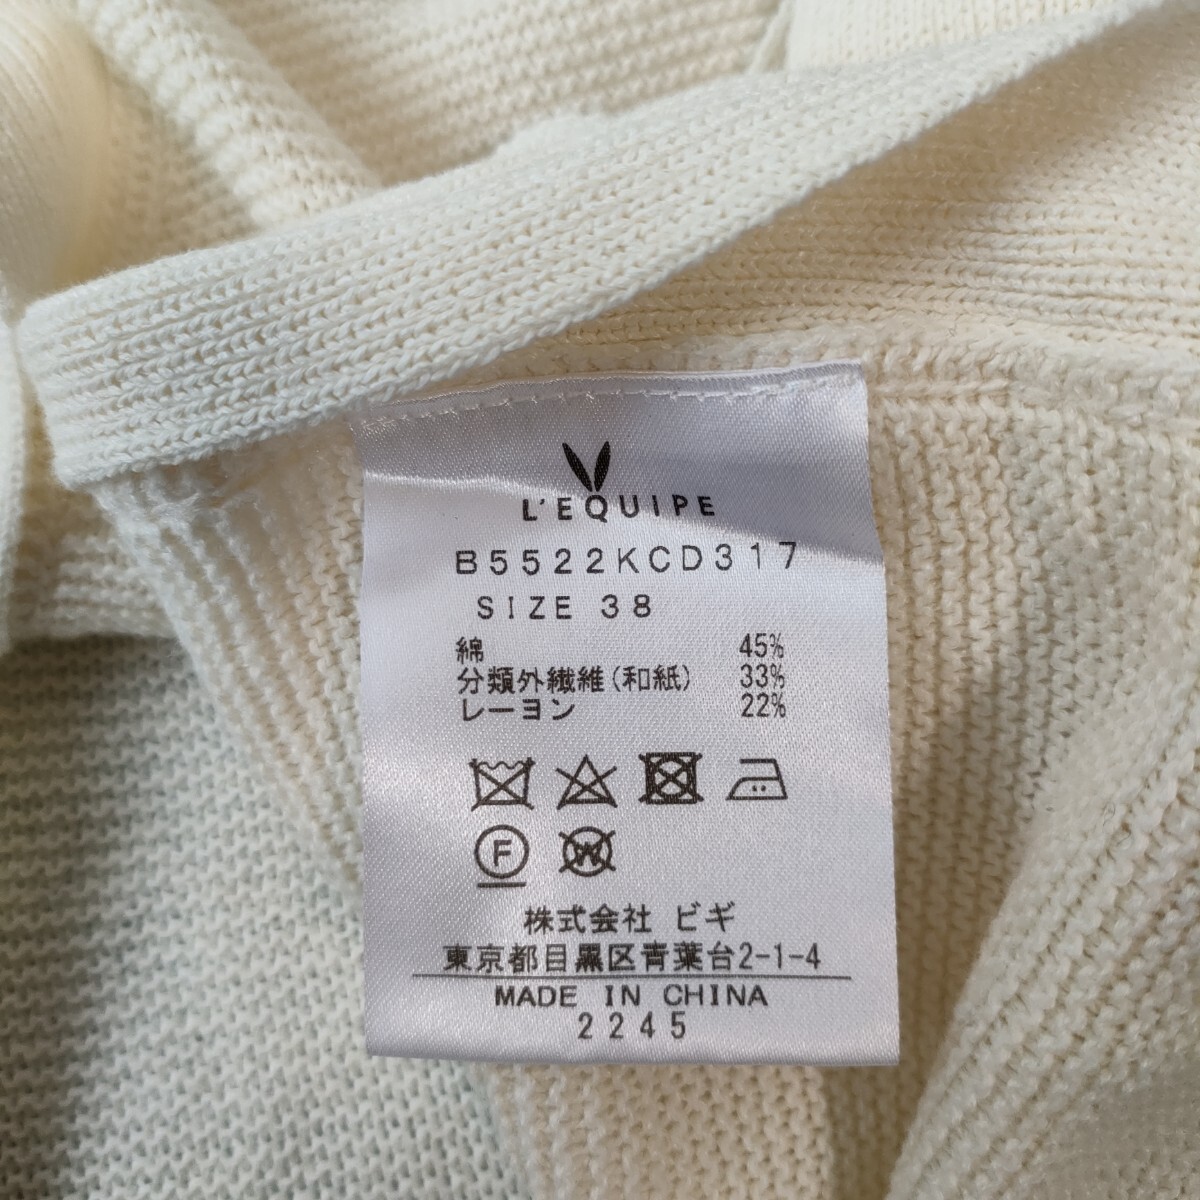 L'EQUIPE
B5522KCD317
SIZE 38
綿 45%
分類外繊維(和紙) 33%
レーヨン 22%
F W
株式会社 ビギ
東京都目黒区青葉台2-1-4
MADE IN CHINA
2245